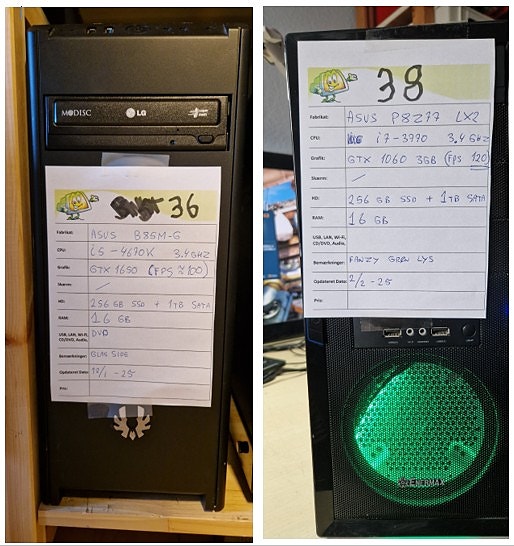 M·DISC
LG
36
Fabrikat: ASUS B85M-G
CPU: i5-4670K 3.4GHZ
Grafik: GTX 1650 (FPS ≈100)
Skærm: /
HD: 256 GB SSD + 1TB SATA
RAM: 16 GB
USB, LAN, Wi-Fi, CD/DVD, Audio, DVD
Bemærkninger: GLAS SIDE
Opdateret Dato: /1 -25
Pris:
38
Fabrikat: ASUS P8Z77 LX2
CPU: i7-3770 3.4GHZ
Grafik: GTX 1060 3GB (FPS 120)
Skærm: /
HD: 256 GB SSD + 1TB SATA
RAM: 16 GB
USB, LAN, Wi-Fi, CD/DVD, Audio,
Bemærkninger: FANZY GRØN LYS
Opdateret Dato: 2/2-25
Pris:
ENERMAX